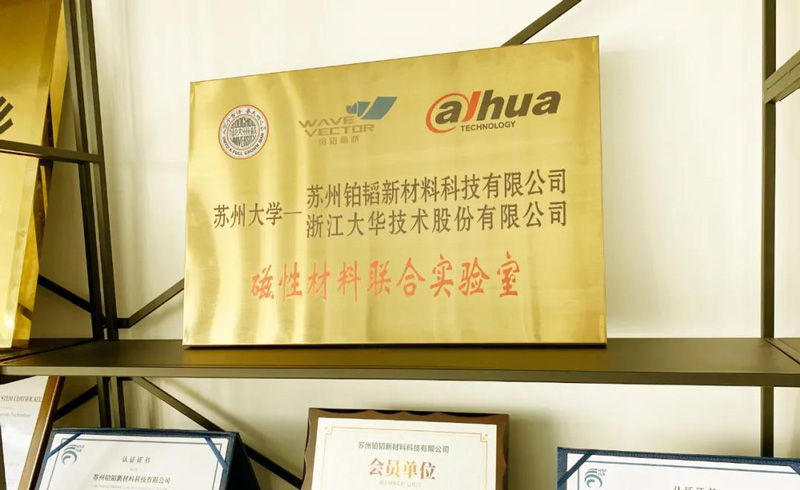 WAVE
VECTOR
alhua
TECHNOLOGY
苏州大学—
苏州铂韬新材料科技有限公司
浙江大华技术股份有限公司
磁性材料联合实验室
认证证书
苏州铂韬新材料科技有限公司
苏州铂韬新材料科技有限公司
会员单位
认证证书